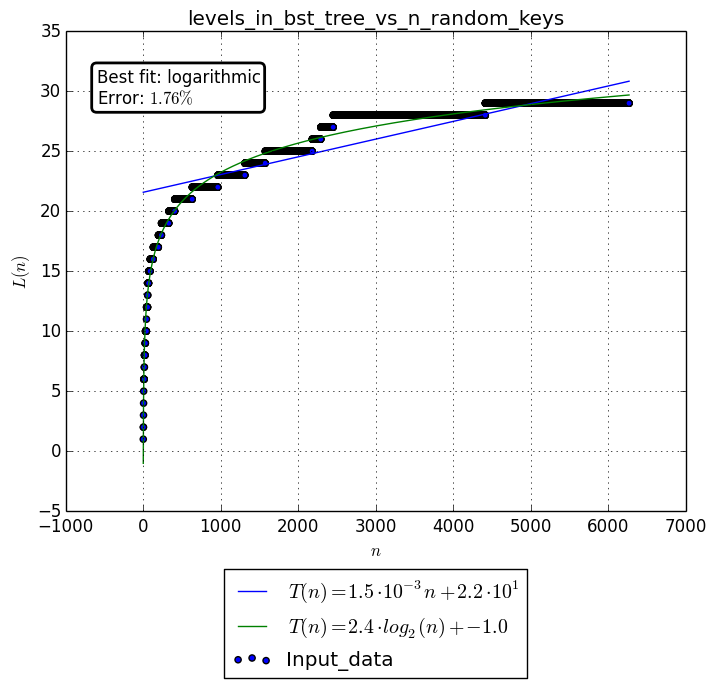 levels_in_bst_tree_vs_n_random_keys
35
30
25
20
15
10
5
0
−5
L(n)
Best fit: logarithmic
Error: 1.76%
−1000 0 1000 2000 3000 4000 5000 6000 7000
n
T(n)=1.5·10⁻³n+2.2·10¹
T(n)=2.4·log₂(n)+−1.0
Input_data